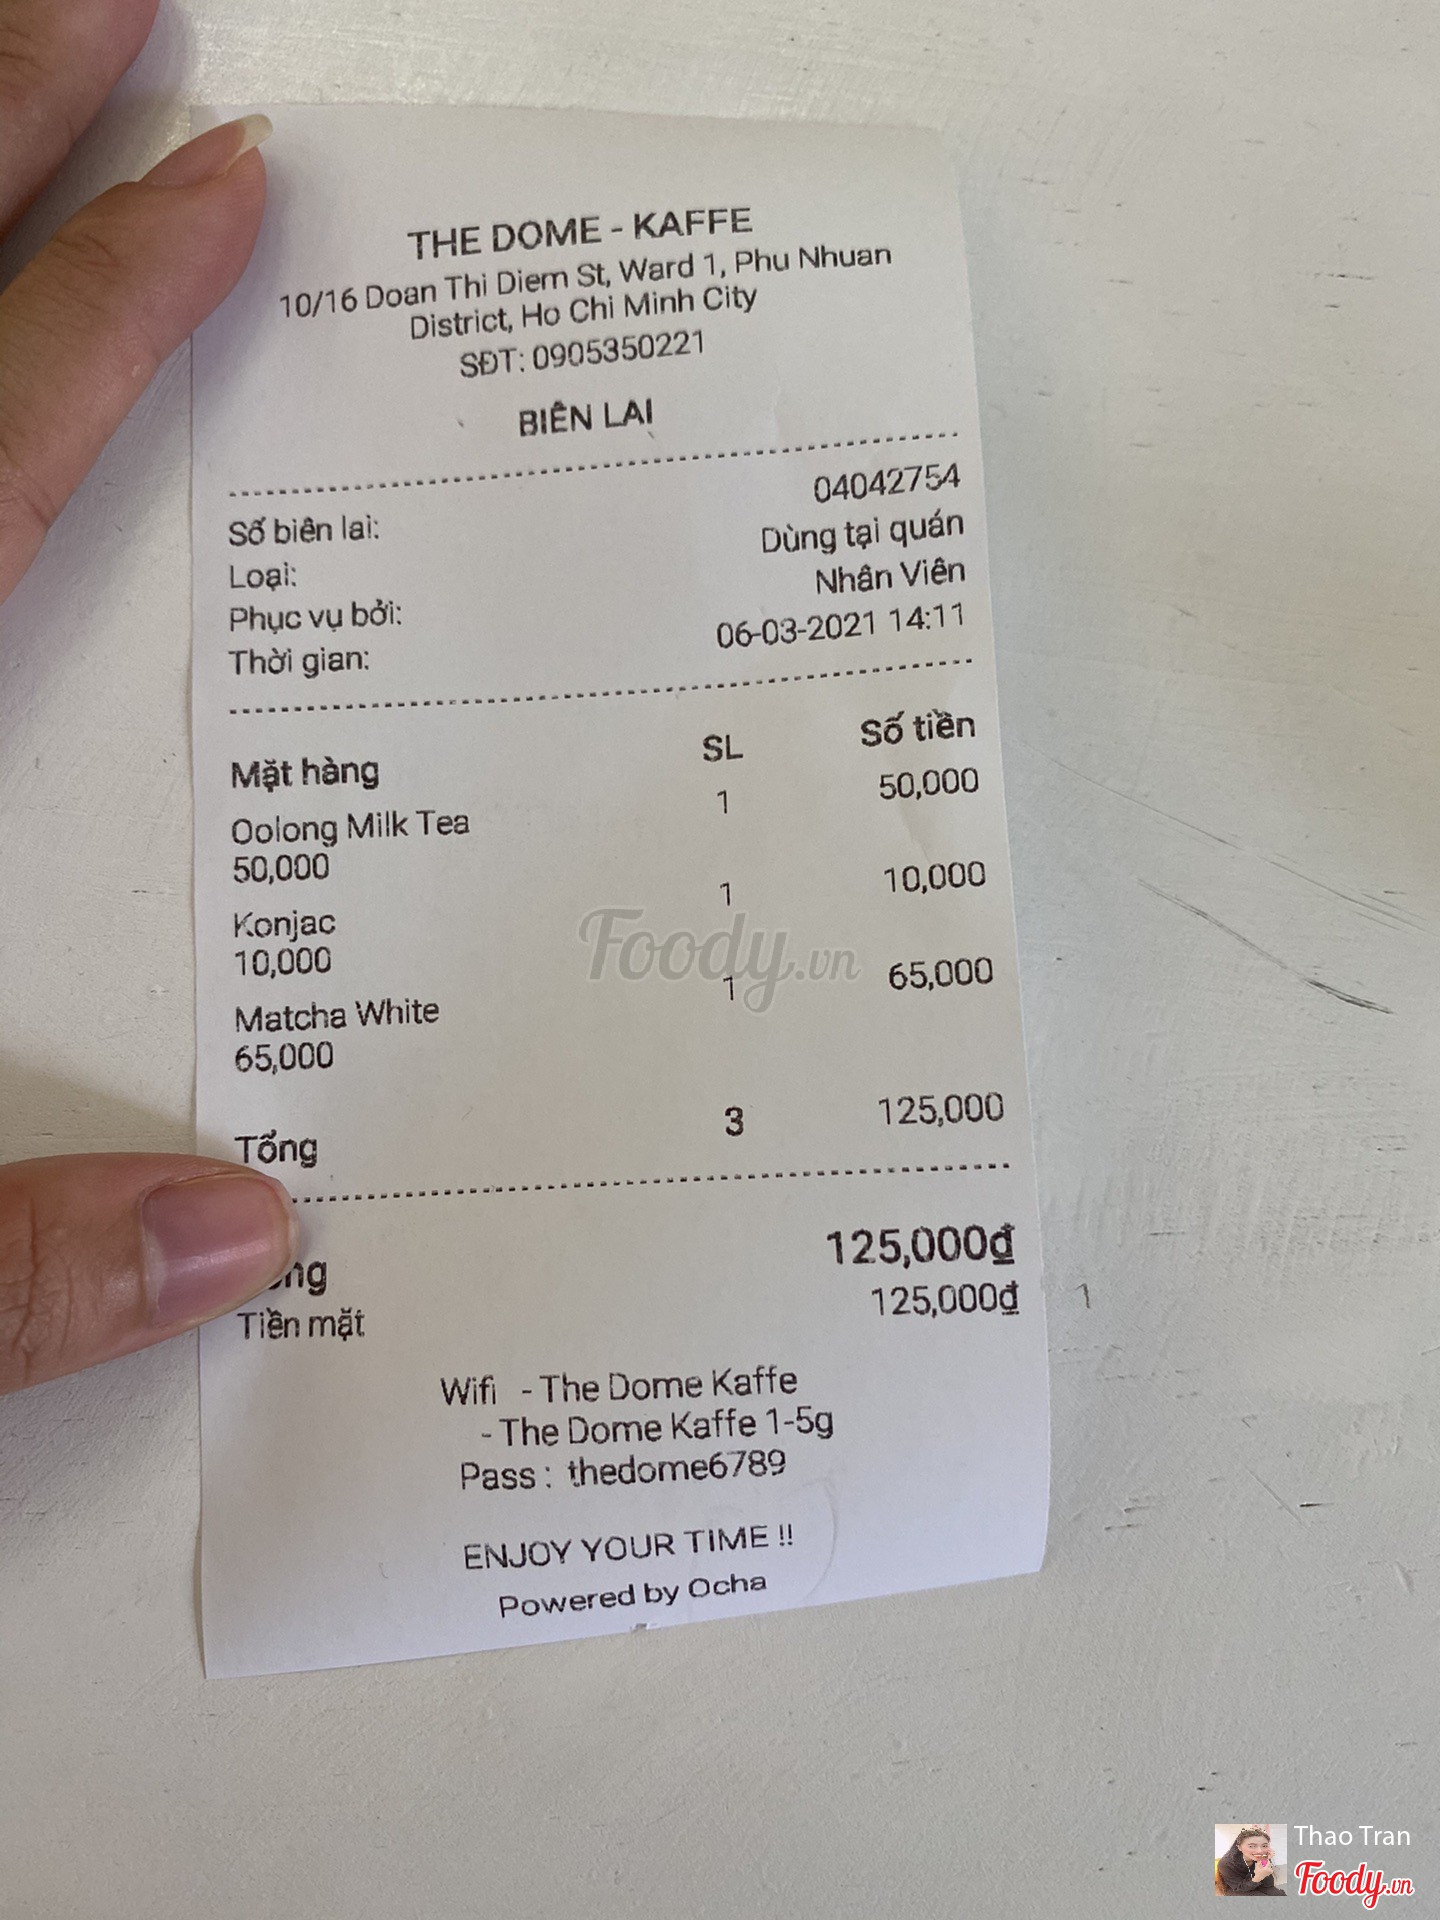 THE DOME - KAFFE
10/16 Doan Thi Diem St, Ward 1, Phu Nhuan
District, Ho Chi Minh City
SĐT: 0905350221
BIÊN LAI
Số biên lai: 04042754
Loại: Dùng tại quán
Phục vụ bởi: Nhân Viên
Thời gian: 06-03-2021 14:11
Mặt hàng SL Số tiền
Oolong Milk Tea 1 50,000
50,000
Konjac 1 10,000
10,000
Matcha White 1 65,000
65,000
Tổng 3 125,000
125,000₫
Tiền mặt 125,000₫
Wifi - The Dome Kaffe
- The Dome Kaffe 1-5g
Pass : thedome6789
ENJOY YOUR TIME !!
Powered by Ocha
Foody.vn
Thao Tran
Foody.vn